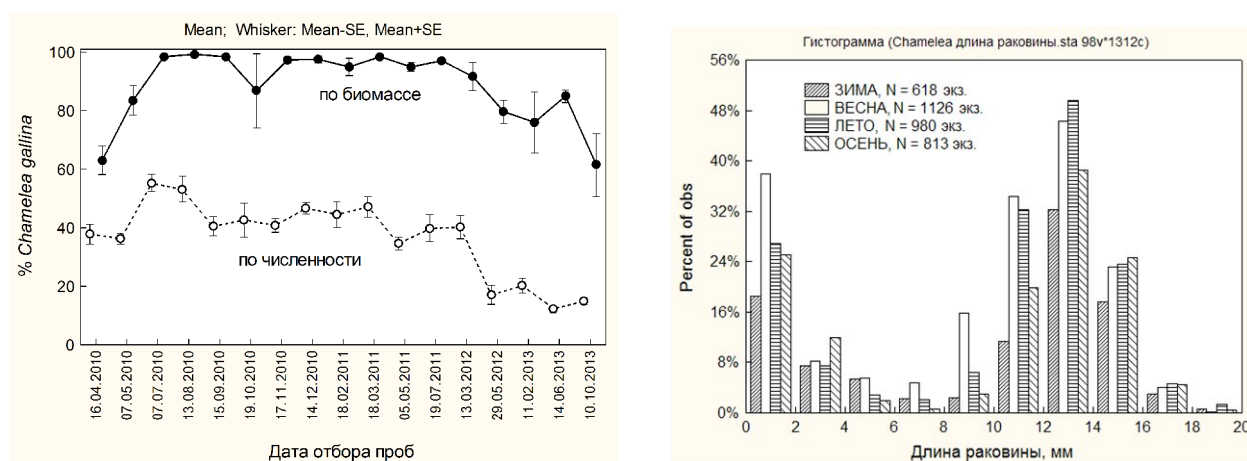 Mean;  Whisker: Mean-SE, Mean+SE
% Chamelea gallina
100
80
60
40
20
0
по биомассе
по численности
16.04.2010
07.05.2010
07.07.2010
13.08.2010
15.09.2010
19.10.2010
17.11.2010
14.12.2010
18.02.2011
18.03.2011
05.05.2011
19.07.2011
13.03.2012
29.05.2012
11.02.2013
14.06.2013
10.10.2013
Дата отбора проб
Гистограмма (Chamelea длина раковины.sta 98v*1312c)
Percent of obs
56%
48%
40%
32%
24%
16%
8%
0%
ЗИМА, N = 618 экз.
ВЕСНА, N = 1126 экз.
ЛЕТО, N = 980 экз.
ОСЕНЬ, N = 813 экз.
0 2 4 6 8 10 12 14 16 18 20
Длина раковины, мм